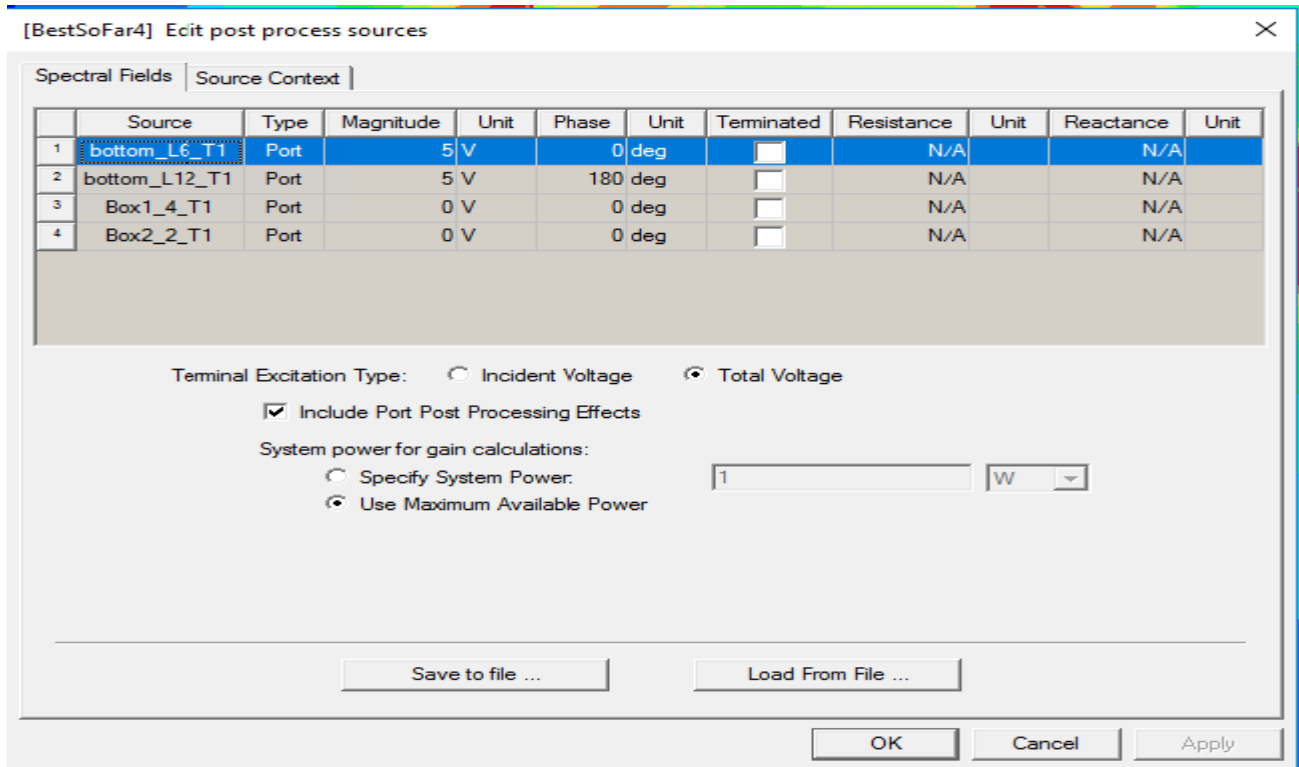 [BestSoFar4] Edit post process sources
Spectral Fields Source Context
Source Type Magnitude Unit Phase Unit Terminated Resistance Unit Reactance Unit
1 bottom_L6_T1 Port 5 V 0 deg N/A N/A
2 bottom_L12_T1 Port 5 V 180 deg N/A N/A
3 Box1_4_T1 Port 0 V 0 deg N/A N/A
4 Box2_2_T1 Port 0 V 0 deg N/A N/A
Terminal Excitation Type: Incident Voltage Total Voltage
Include Port Post Processing Effects
System power for gain calculations:
Specify System Power: 1 W
Use Maximum Available Power
Save to file ... Load From File ...
OK Cancel Apply